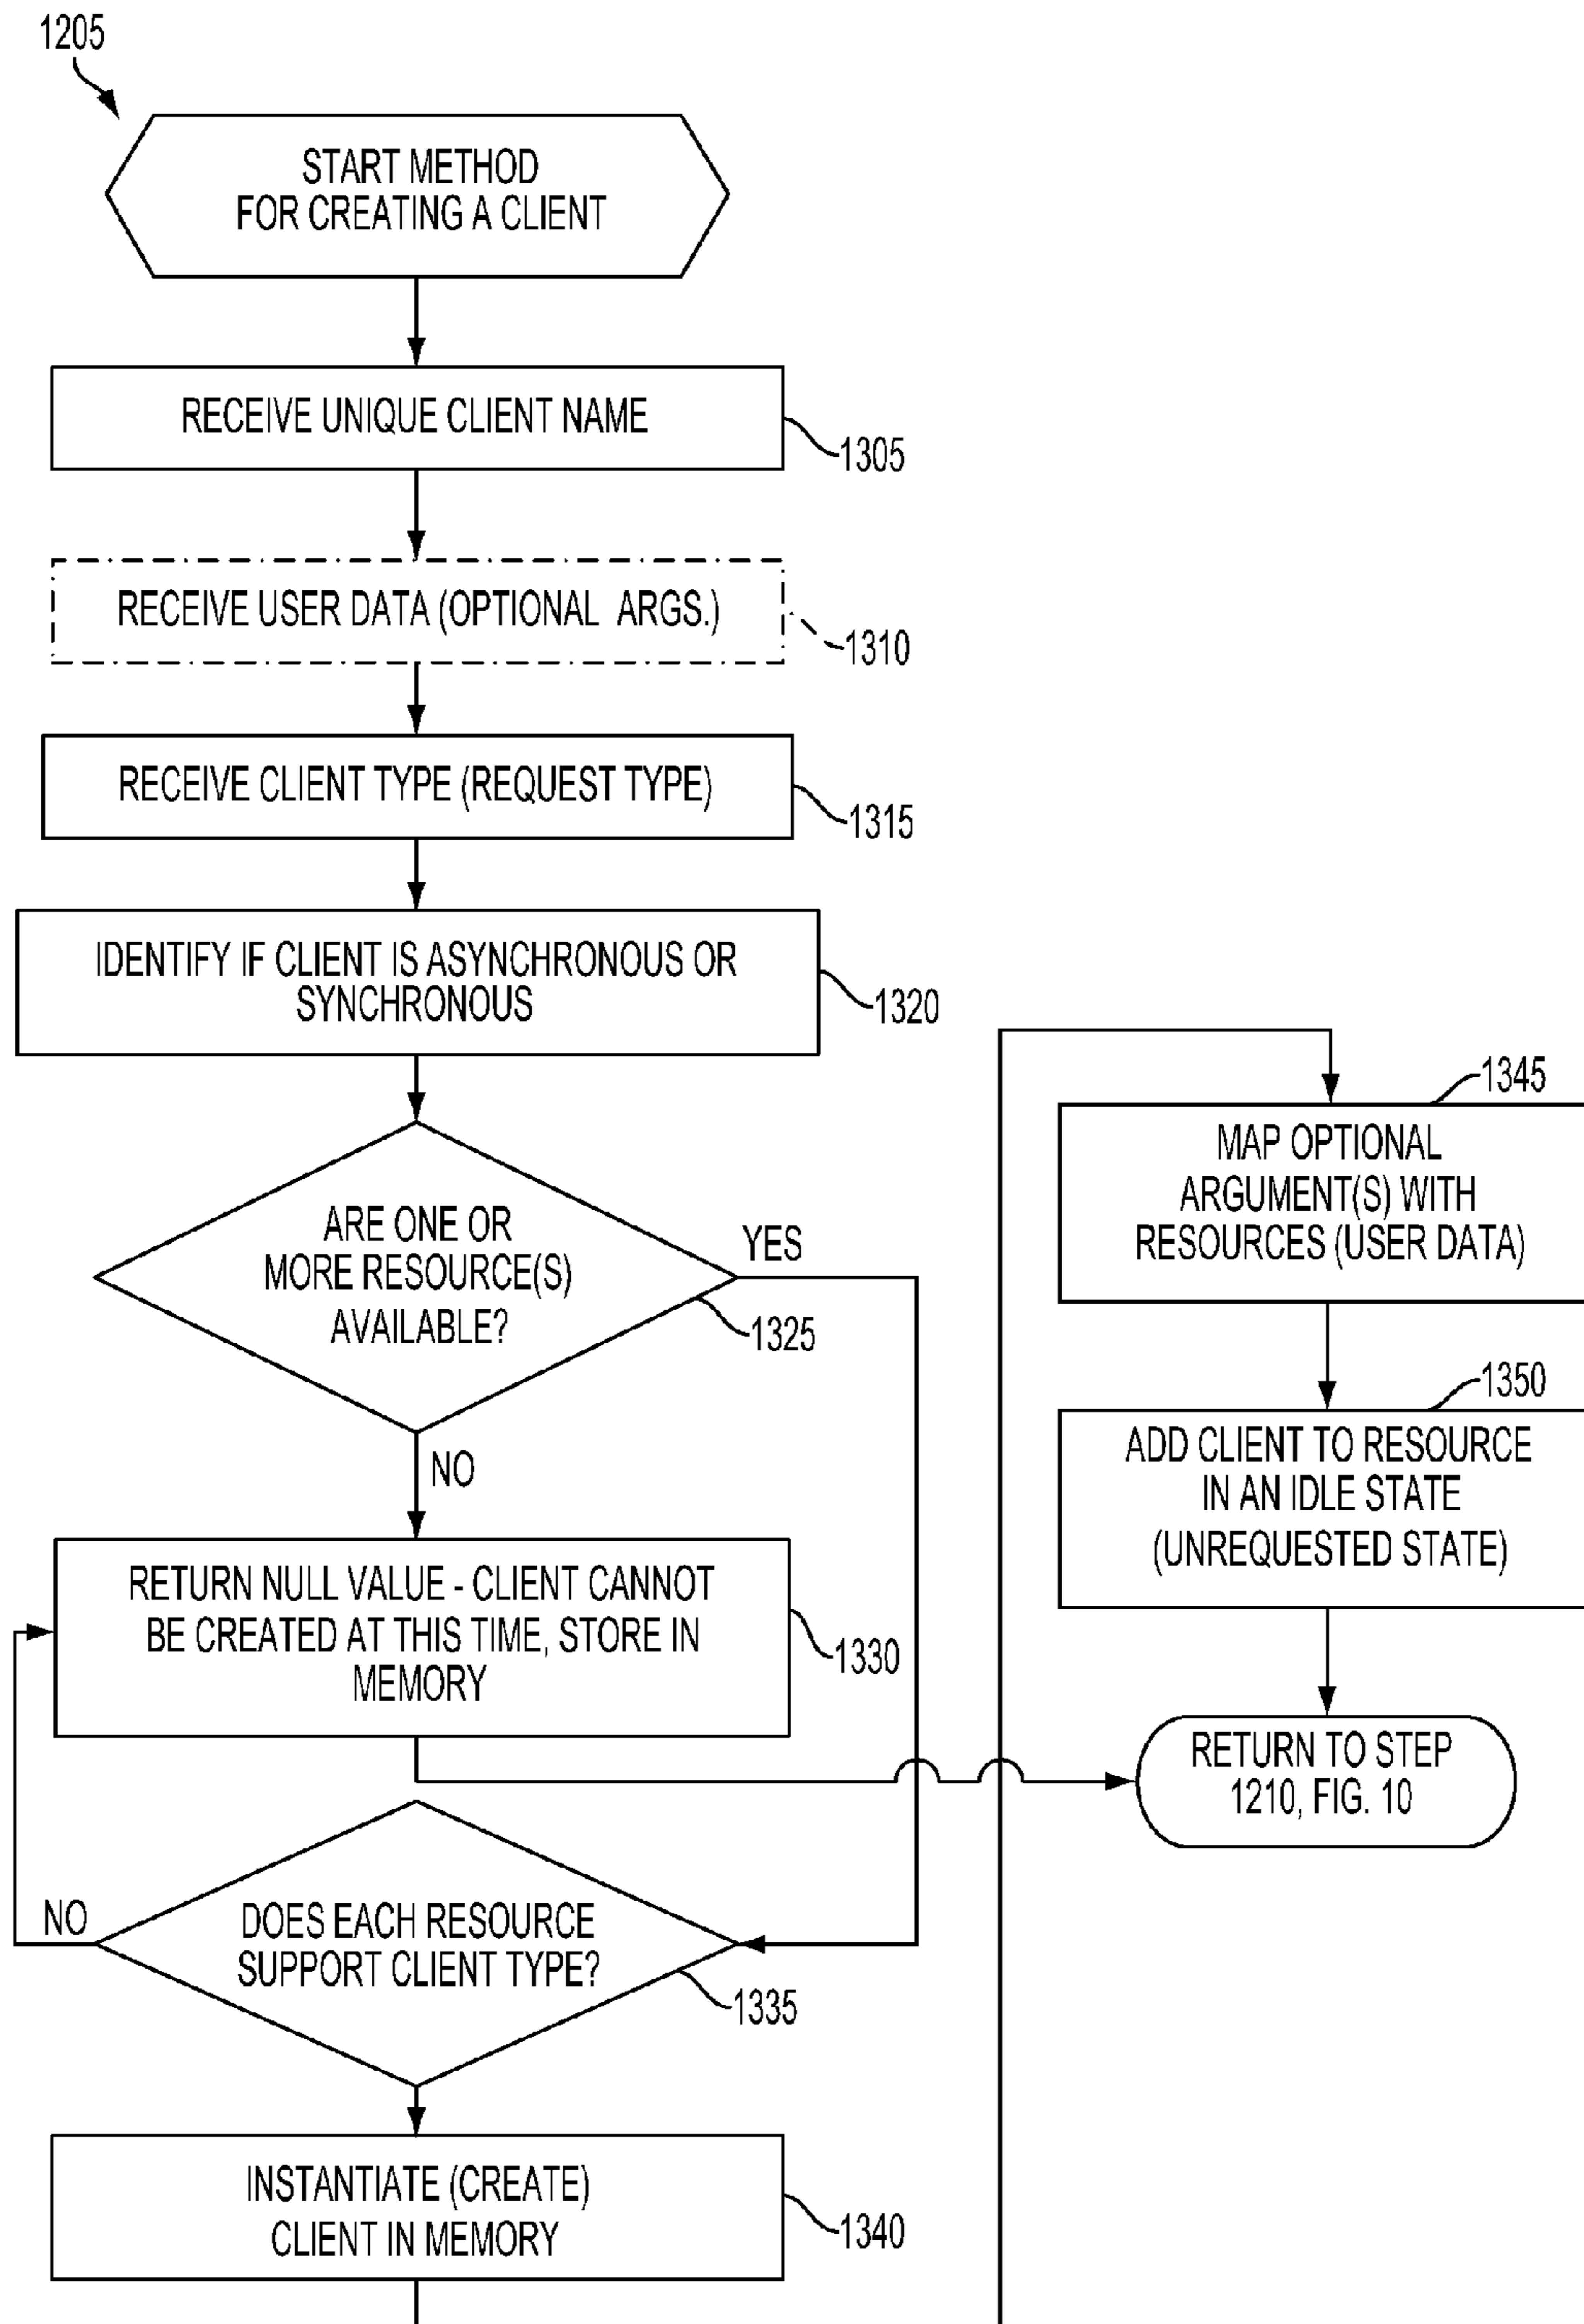 1205
START METHOD
FOR CREATING A CLIENT
RECEIVE UNIQUE CLIENT NAME
1305
RECEIVE USER DATA (OPTIONAL ARGS.)
1310
RECEIVE CLIENT TYPE (REQUEST TYPE)
1315
IDENTIFY IF CLIENT IS ASYNCHRONOUS OR
SYNCHRONOUS
1320
ARE ONE OR
MORE RESOURCE(S)
AVAILABLE?
YES
1325
NO
RETURN NULL VALUE - CLIENT CANNOT
BE CREATED AT THIS TIME, STORE IN
MEMORY
1330
NO
DOES EACH RESOURCE
SUPPORT CLIENT TYPE?
1335
INSTANTIATE (CREATE)
CLIENT IN MEMORY
1340
1345
MAP OPTIONAL
ARGUMENT(S) WITH
RESOURCES (USER DATA)
1350
ADD CLIENT TO RESOURCE
IN AN IDLE STATE
(UNREQUESTED STATE)
RETURN TO STEP
1210, FIG. 10